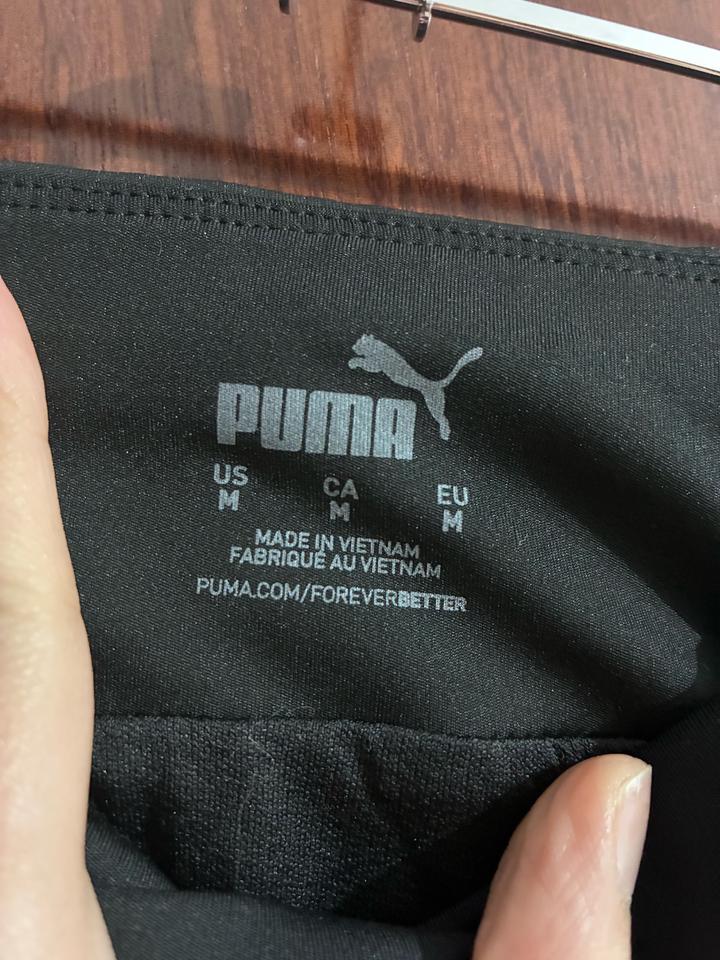 PUMA
US CA EU
M M M
MADE IN VIETNAM
FABRIQUÉ AU VIETNAM
PUMA.COM/FOREVERBETTER